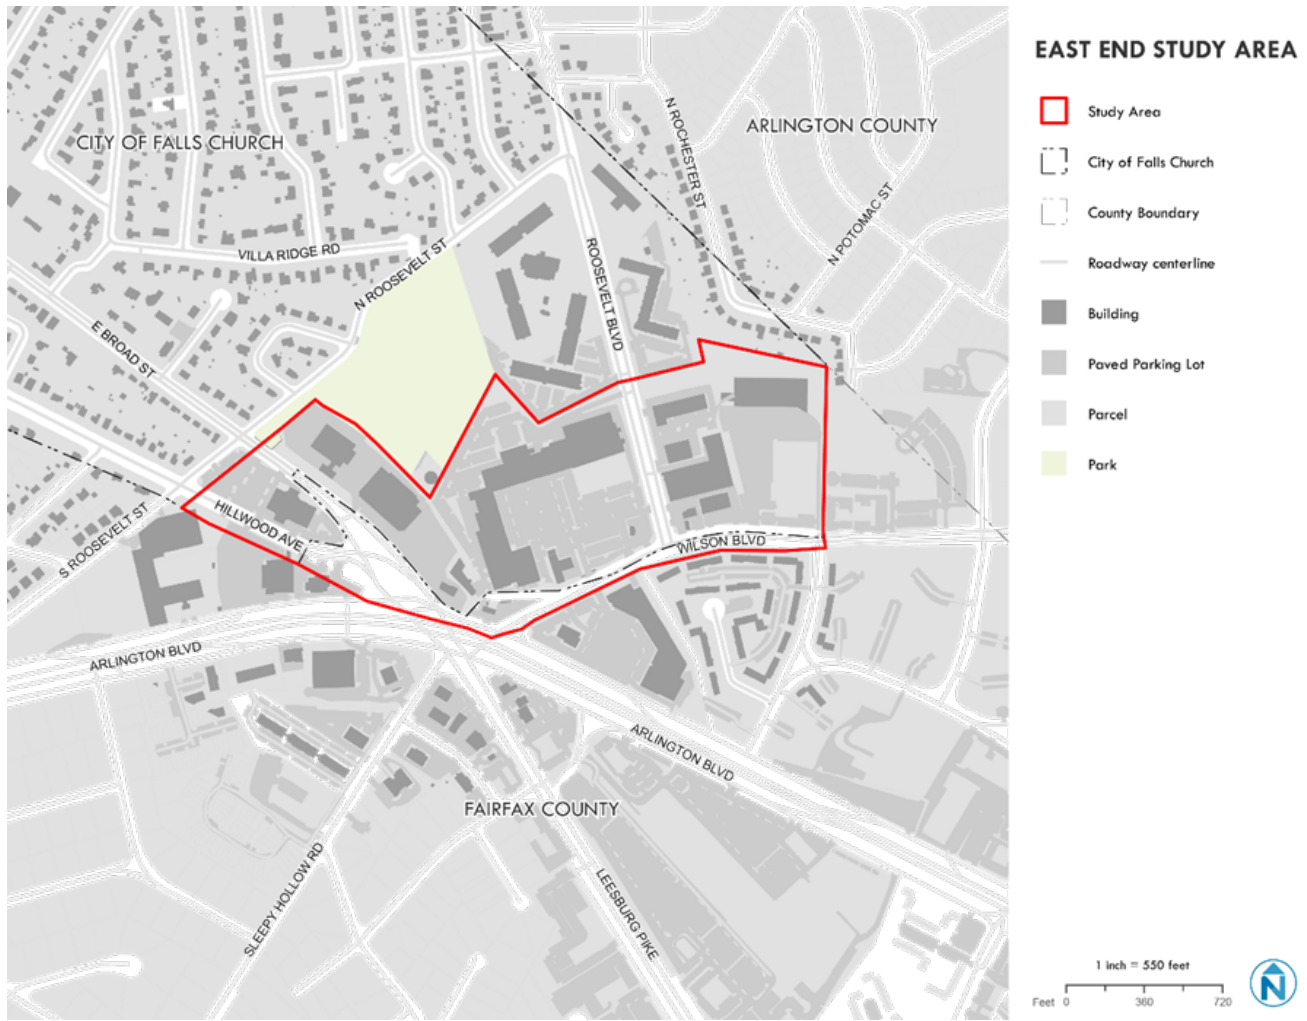 EAST END STUDY AREA
Study Area
City of Falls Church
County Boundary
Roadway centerline
Building
Paved Parking Lot
Parcel
Park
CITY OF FALLS CHURCH
ARLINGTON COUNTY
N ROCHESTER ST
N POTOMAC ST
VILLA RIDGE RD
N ROOSEVELT ST
ROOSEVELT BLVD
E BROAD ST
HILLWOOD AVE
S ROOSEVELT ST
WILSON BLVD
ARLINGTON BLVD
ARLINGTON BLVD
FAIRFAX COUNTY
SLEEPY HOLLOW RD
LEESBURG PIKE
1 inch = 550 feet
Feet 0 360 720
N